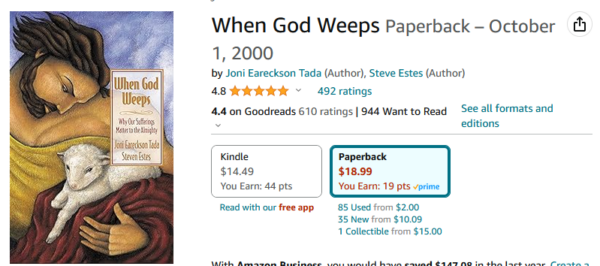 When God Weeps Paperback – October
1, 2000
by Joni Eareckson Tada (Author), Steve Estes (Author)
4.8 492 ratings
4.4 on Goodreads 610 ratings | 944 Want to Read
See all formats and
editions
When God
Weeps
Why Our Sufferings
Matter to the Almighty
Joni Eareckson Tada
Steven Estes
Kindle
$14.49
You Earn: 44 pts
Read with our free app
Paperback
$18.99
You Earn: 19 pts prime
85 Used from $2.00
35 New from $10.09
1 Collectible from $15.00
With Amazon Business, you would have saved $147.08 in the last year. Create a